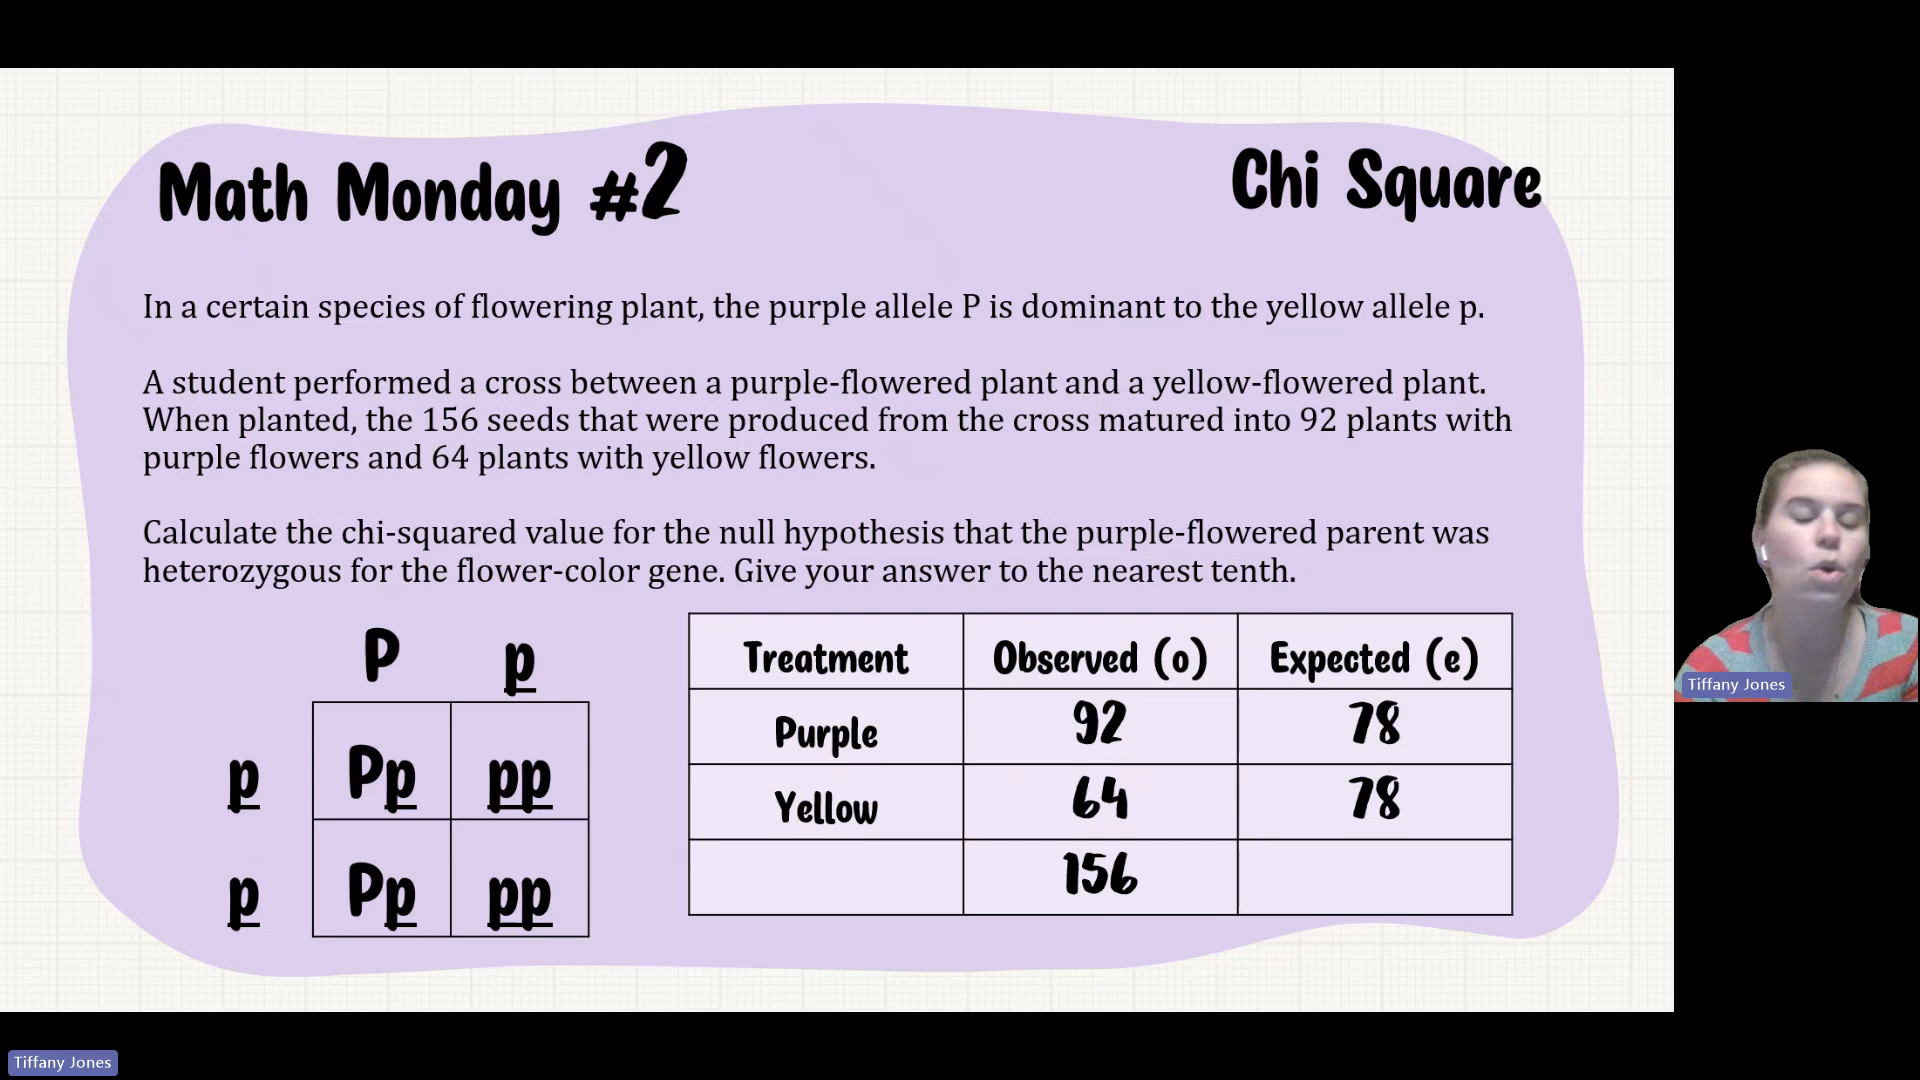 Math Monday #2
Chi Square
In a certain species of flowering plant, the purple allele P is dominant to the yellow allele p.
A student performed a cross between a purple-flowered plant and a yellow-flowered plant.
When planted, the 156 seeds that were produced from the cross matured into 92 plants with
purple flowers and 64 plants with yellow flowers.
Calculate the chi-squared value for the null hypothesis that the purple-flowered parent was
heterozygous for the flower-color gene. Give your answer to the nearest tenth.
P p
p Pp pp
p Pp pp
Treatment Observed (o) Expected (e)
Purple 92 78
Yellow 64 78
156
Tiffany Jones
Tiffany Jones